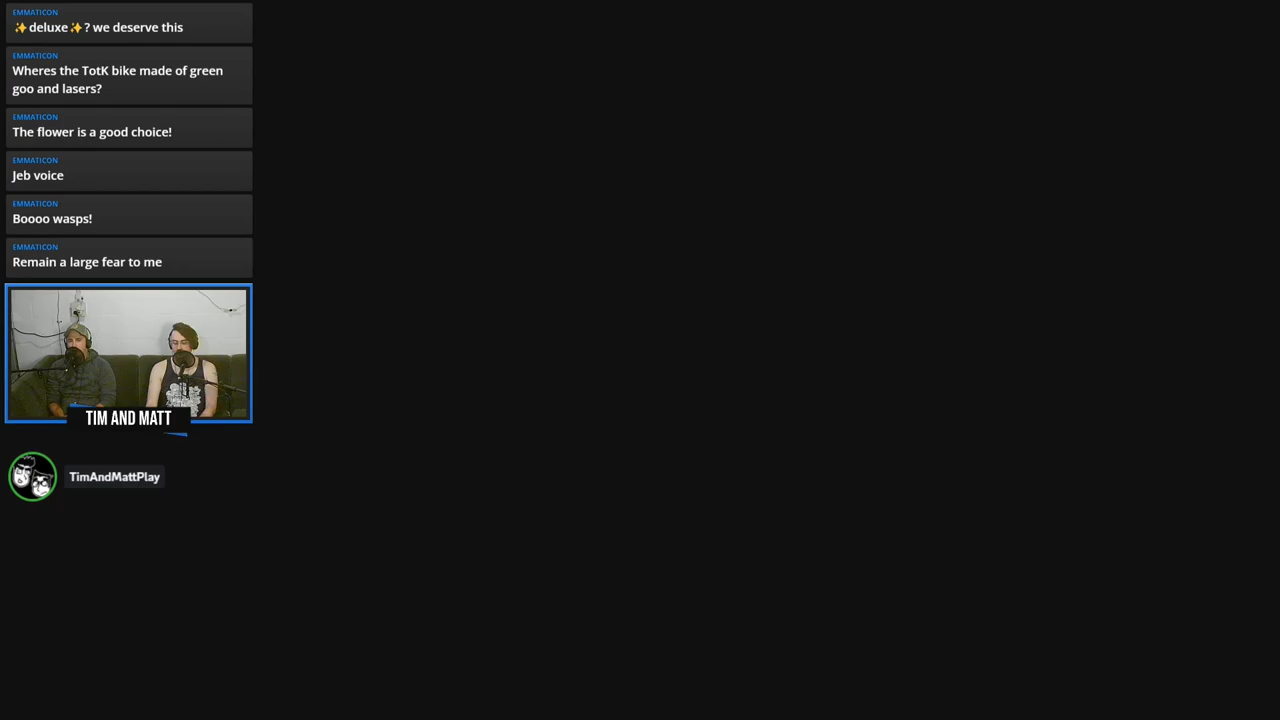 EMMATICON
✨deluxe✨? we deserve this
EMMATICON
Wheres the TotK bike made of green
goo and lasers?
EMMATICON
The flower is a good choice!
EMMATICON
Jeb voice
EMMATICON
Boooo wasps!
EMMATICON
Remain a large fear to me
TIM AND MATT
TimAndMattPlay